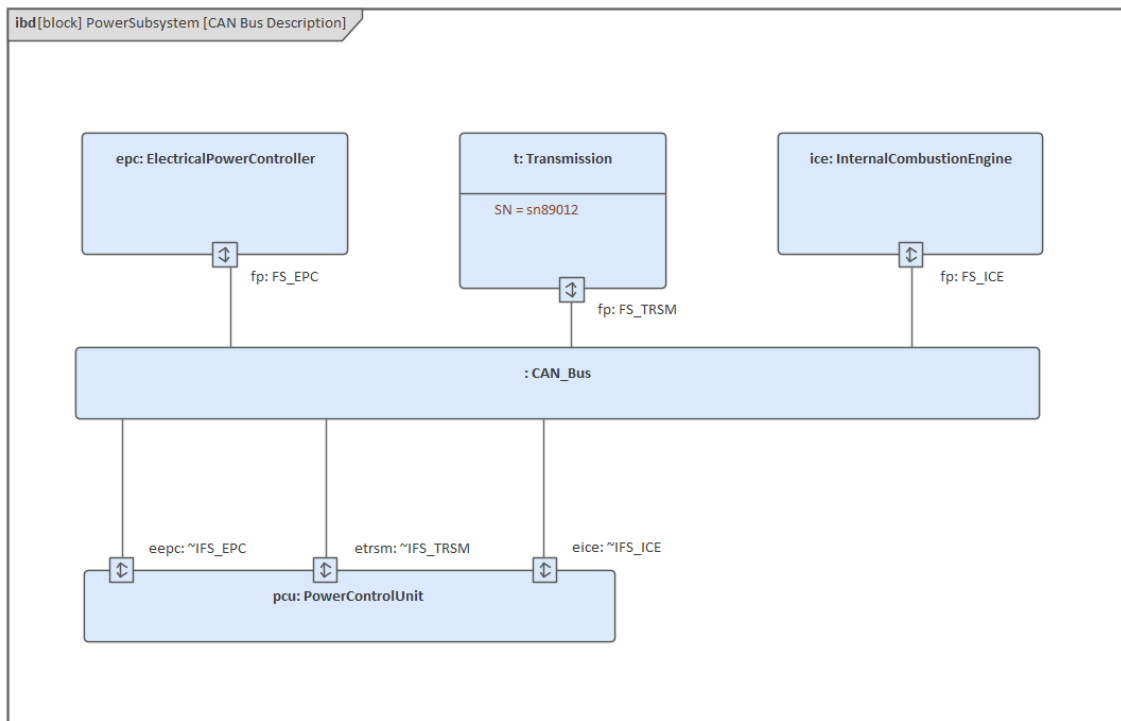 ibd [block] PowerSubsystem [CAN Bus Description]
epc: ElectricalPowerController
t: Transmission
ice: InternalCombustionEngine
SN = sn89012
fp: FS_EPC
fp: FS_TRSM
fp: FS_ICE
: CAN_Bus
eepc: ~IFS_EPC
etrsm: ~IFS_TRSM
eice: ~IFS_ICE
pcu: PowerControlUnit